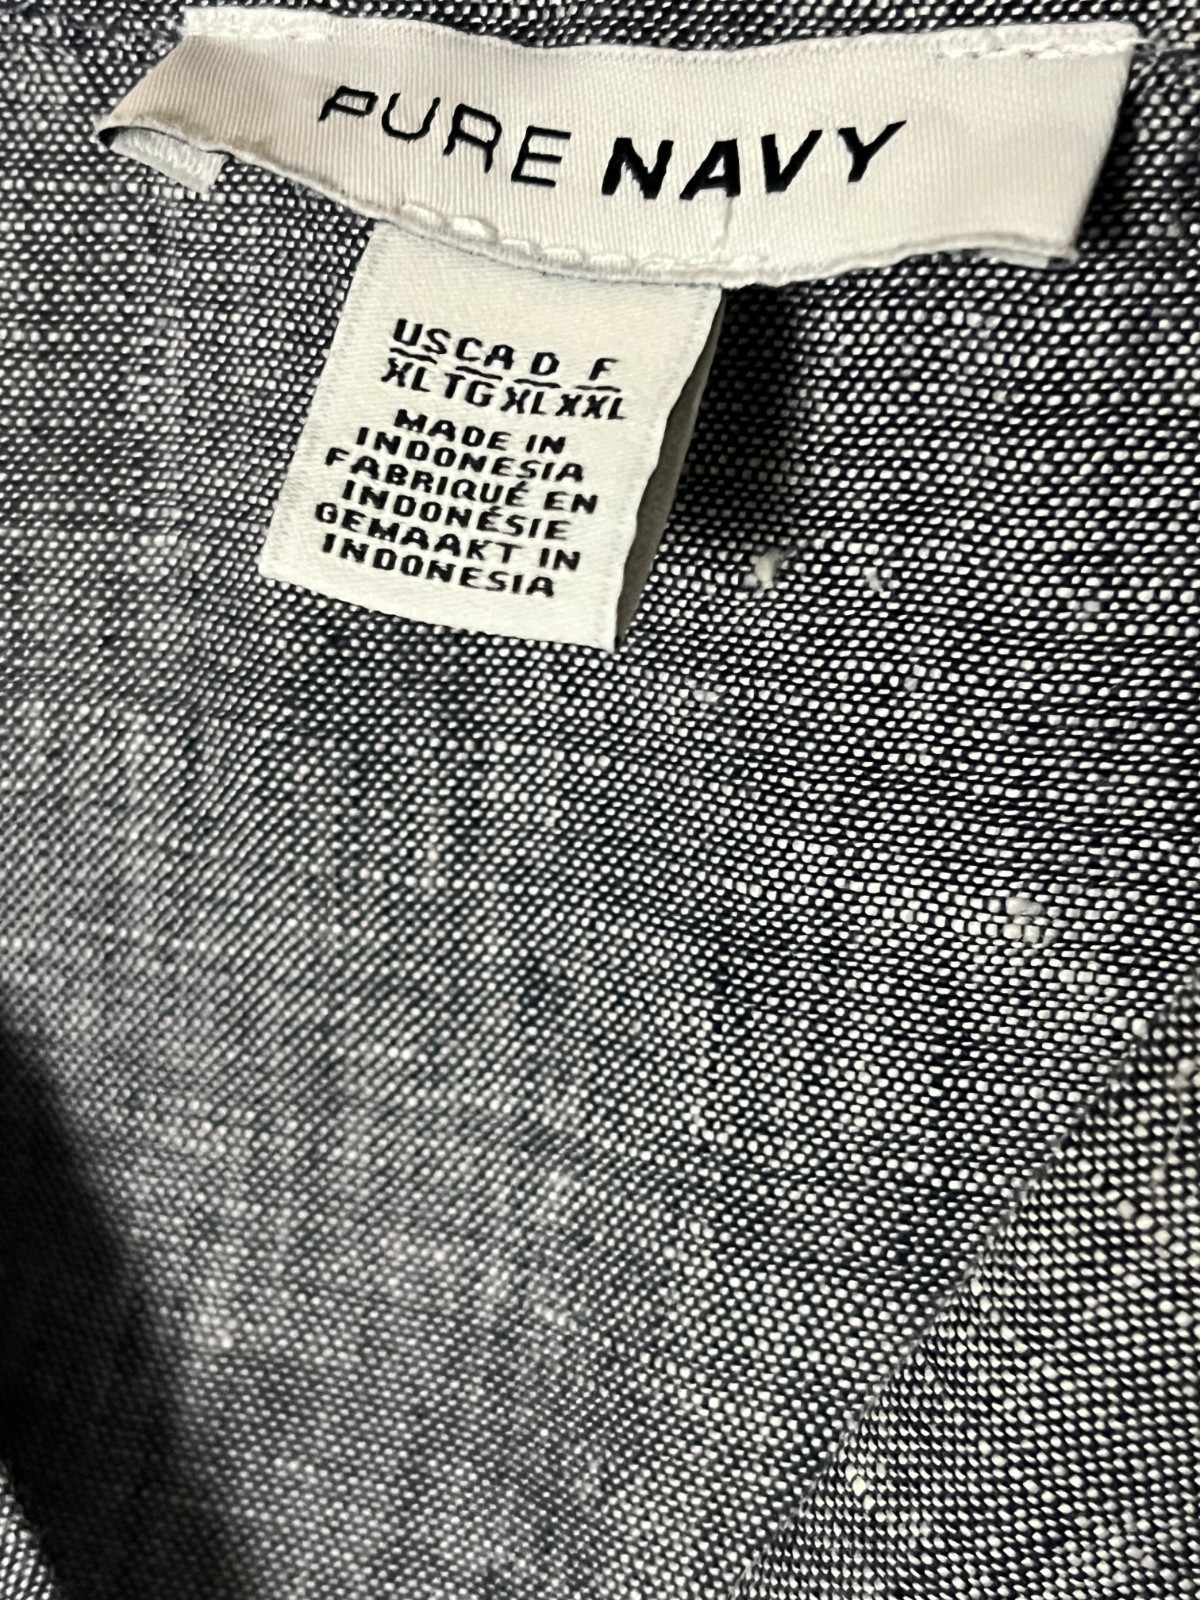 PURE NAVY
US CA D F
XL TG XL XXL
MADE IN
INDONESIA
FABRIQUÉ EN
INDONÉSIE
GEMAAKT IN
INDONESIA